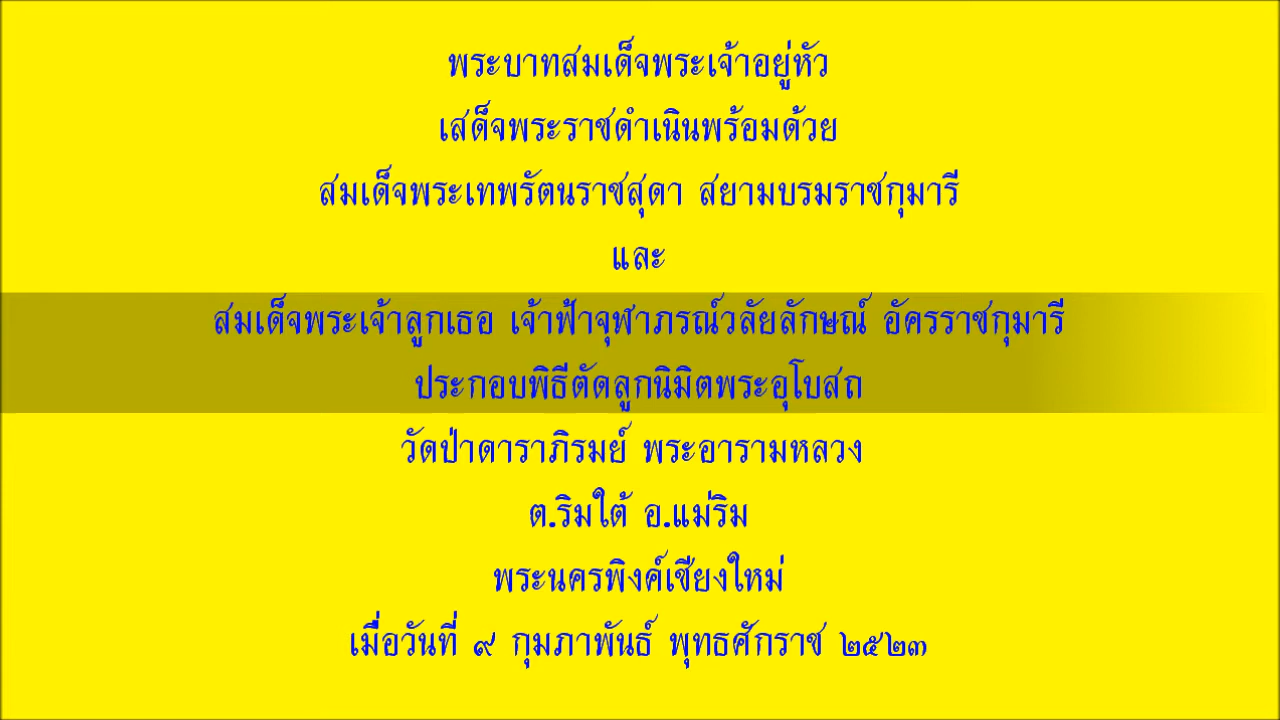 พระบาทสมเด็จพระเจ้าอยู่หัว
เสด็จพระราชดำเนินพร้อมด้วย
สมเด็จพระเทพรัตนราชสุดา สยามบรมราชกุมารี
และ
สมเด็จพระเจ้าลูกเธอ เจ้าฟ้าจุฬาภรณ์วลัยลักษณ์ อัครราชกุมารี
ประกอบพิธีตัดลูกนิมิตพระอุโบสถ
วัดป่าดาราภิรมย์ พระอารามหลวง
ต.ริมใต้ อ.แม่ริม
พระนครพิงค์เชียงใหม่
เมื่อวันที่ ๙ กุมภาพันธ์ พุทธศักราช ๒๕๒๓